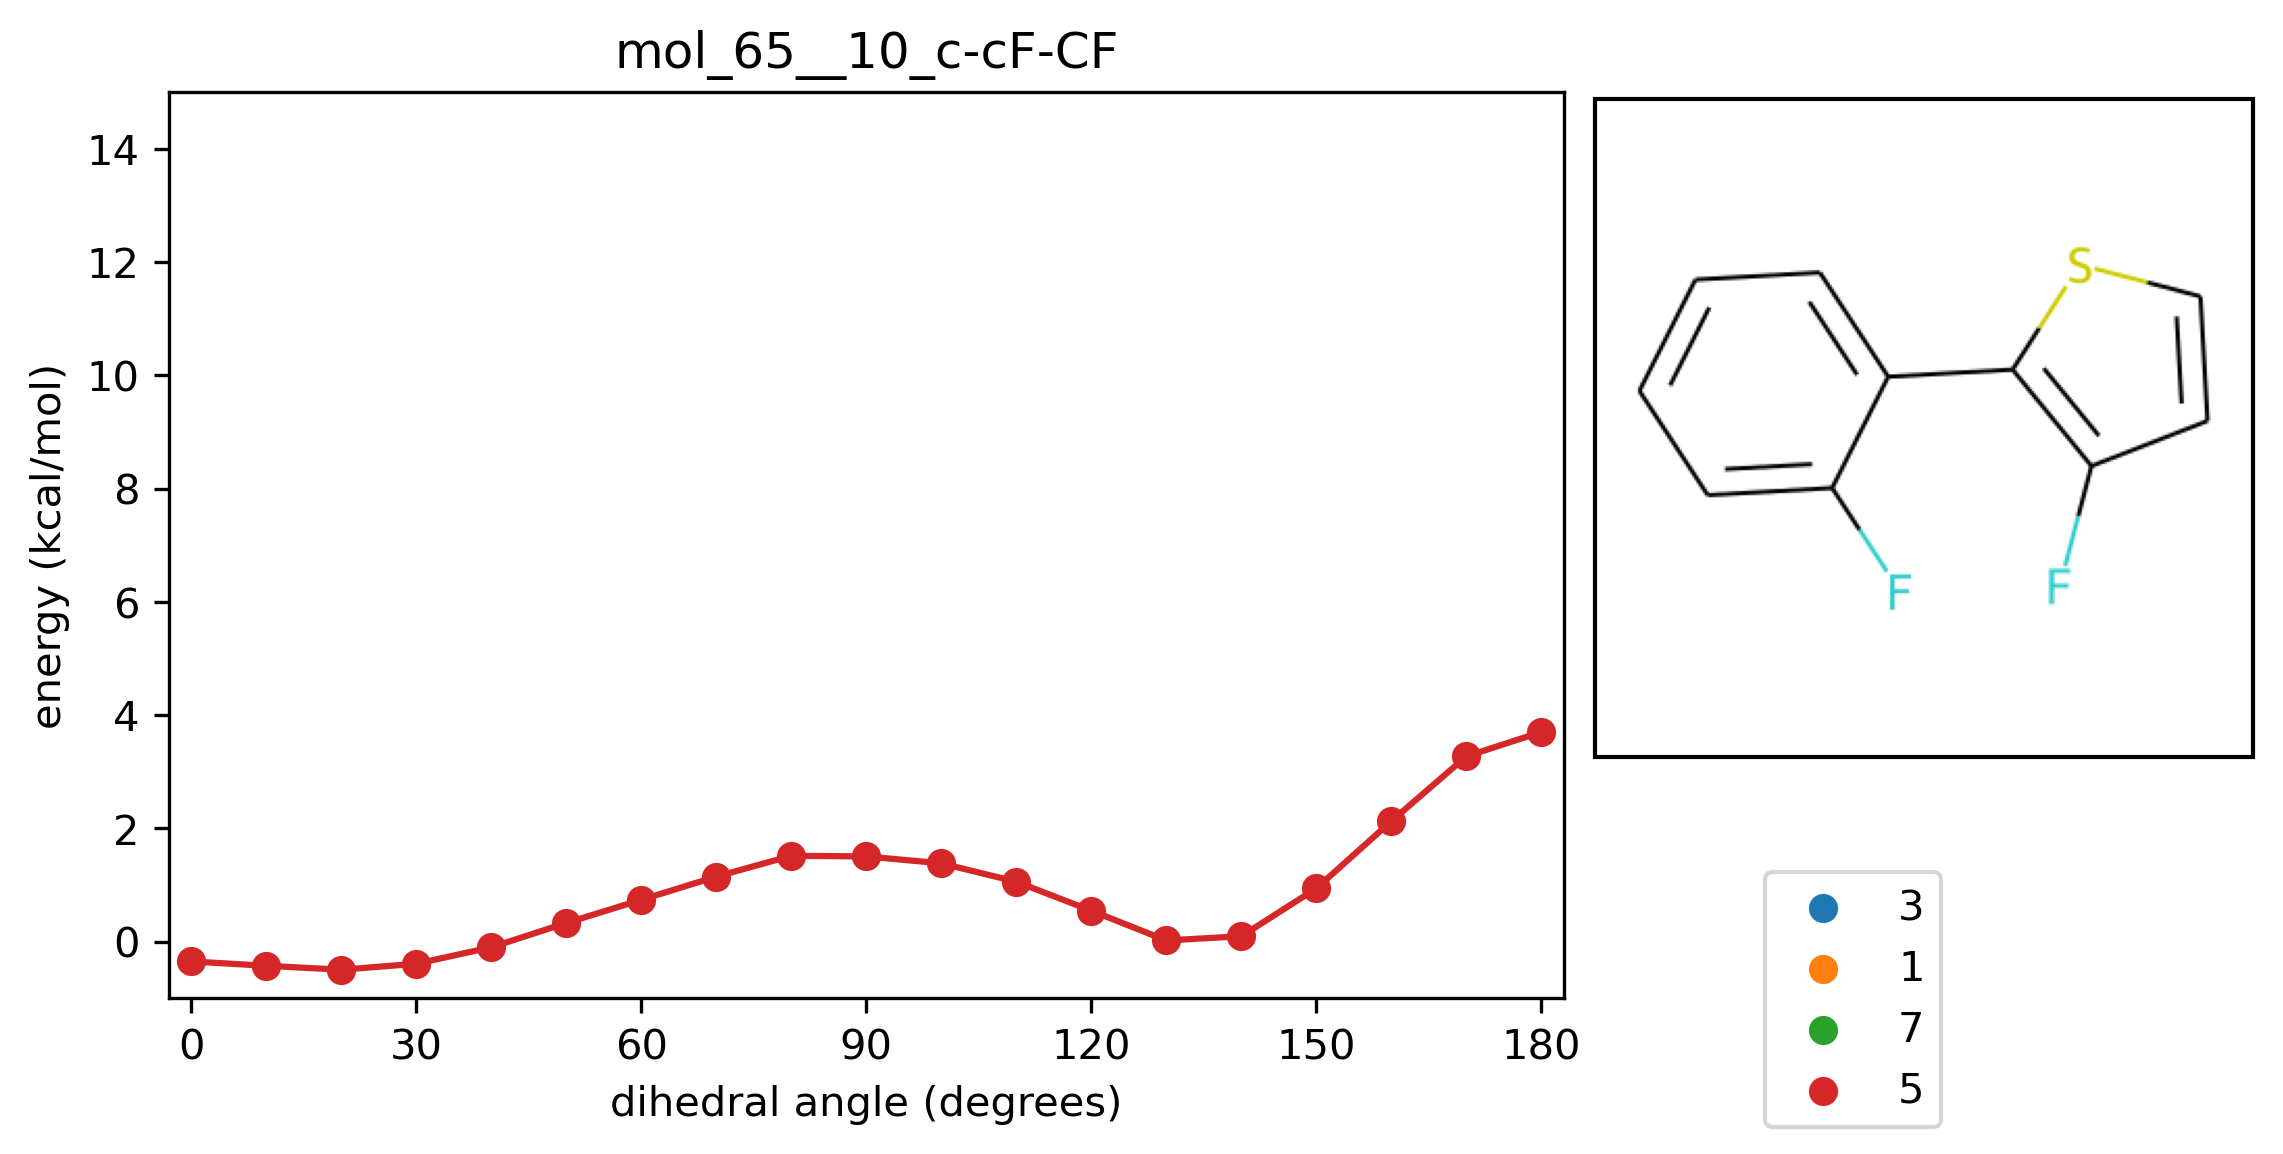 mol_65__10_c-cF-CF
energy (kcal/mol)
14
12
10
8
6
4
2
0
0 30 60 90 120 150 180
dihedral angle (degrees)
S
F F
3
1
7
5